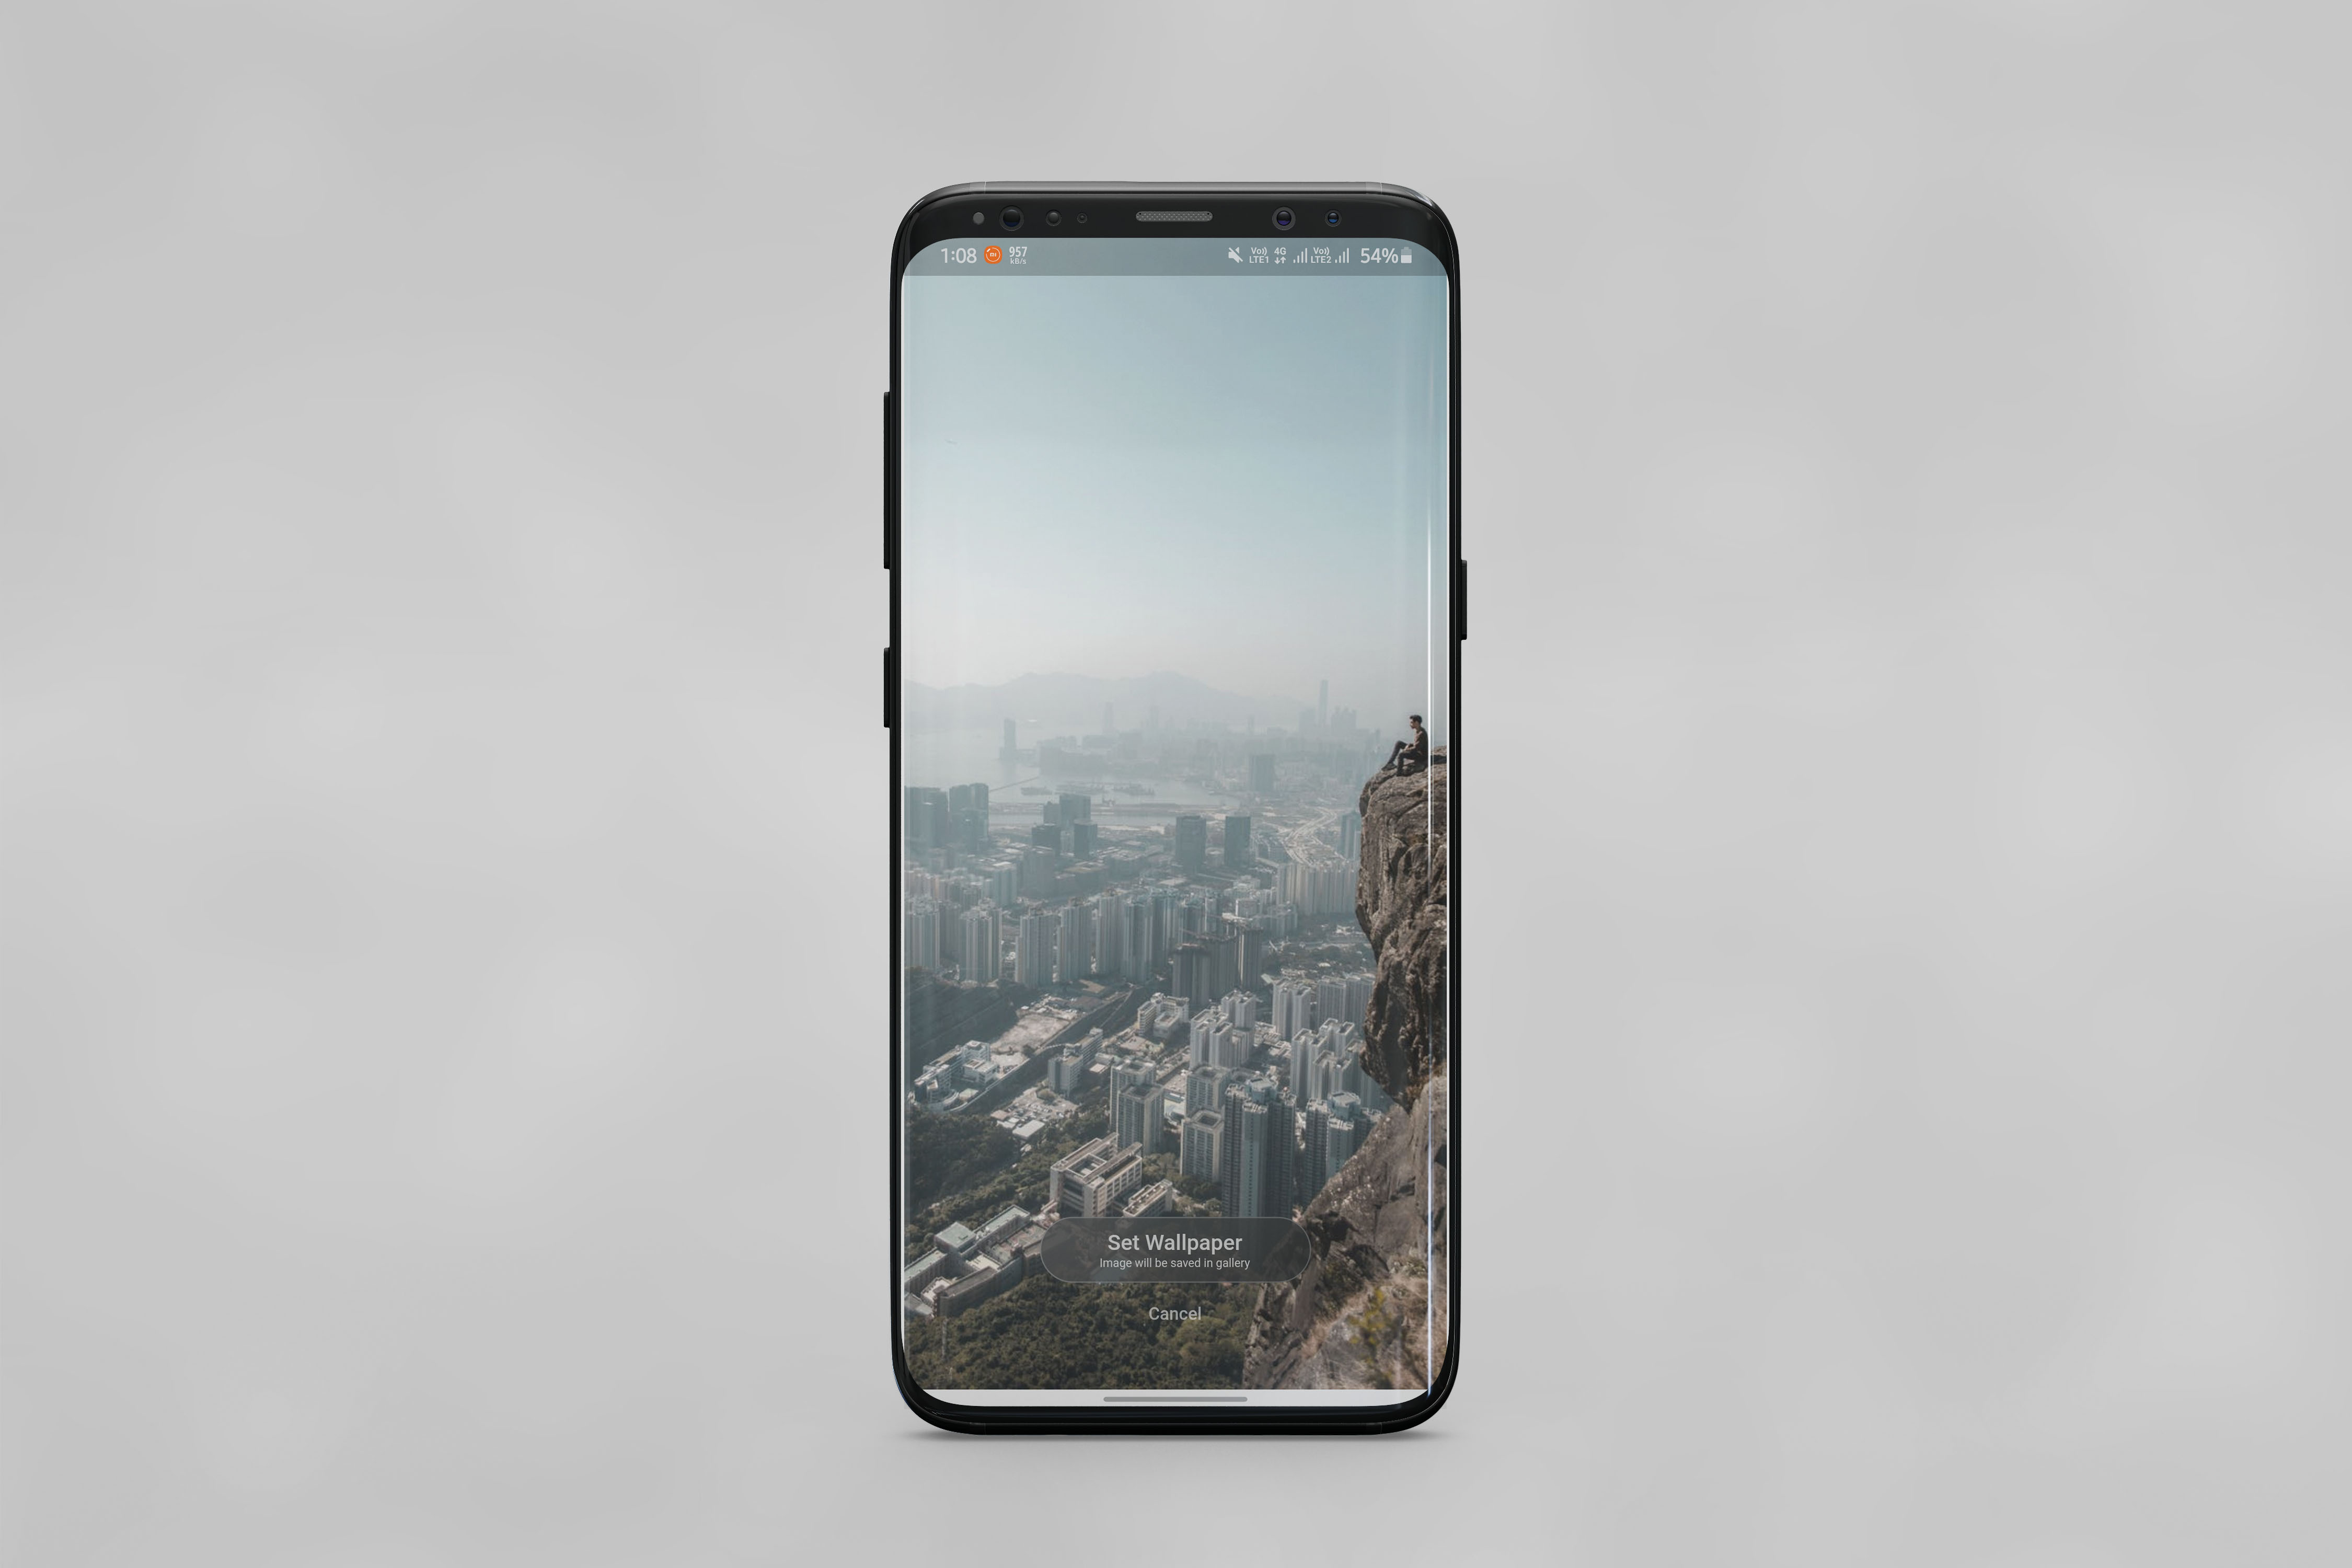 1:08 mi 957 kB/s Vo) LTE1 4G Vo) LTE2 54%
Set Wallpaper
Image will be saved in gallery
Cancel